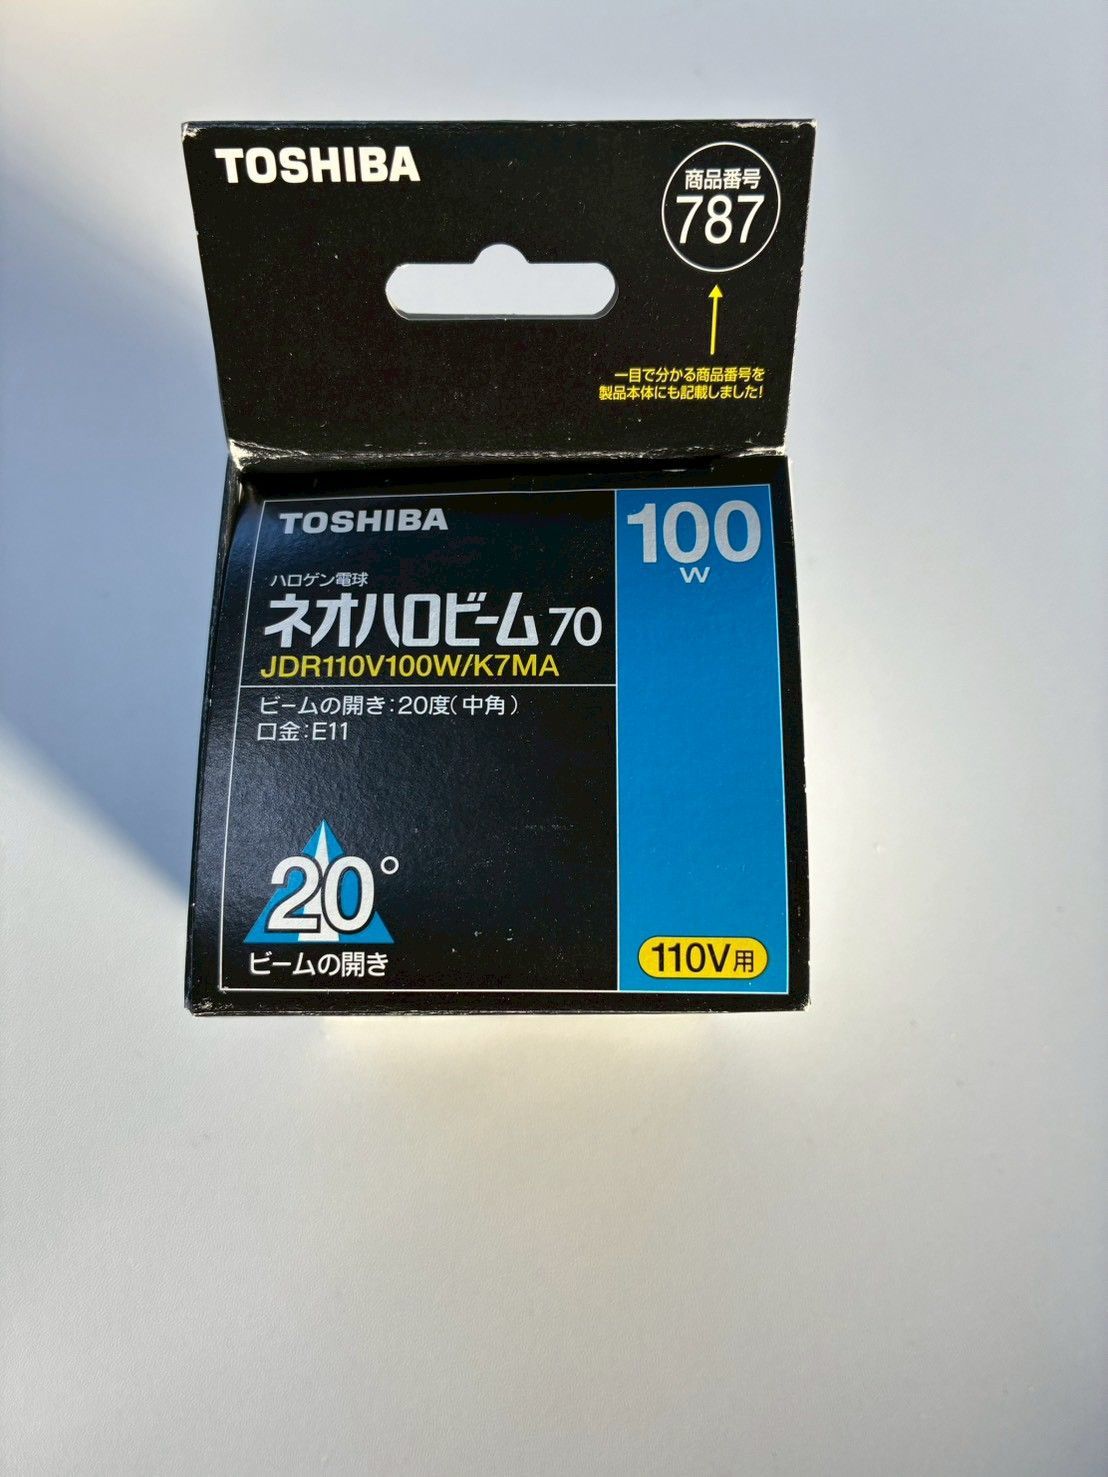 TOSHIBA
商品番号
787
一目で分かる商品番号を
製品本体にも記載しました!
TOSHIBA
100
W
ハロゲン電球
ネオハロビーム70
JDR110V100W/K7MA
ビームの開き:20度(中角)
口金:E11
20°
ビームの開き
110V用